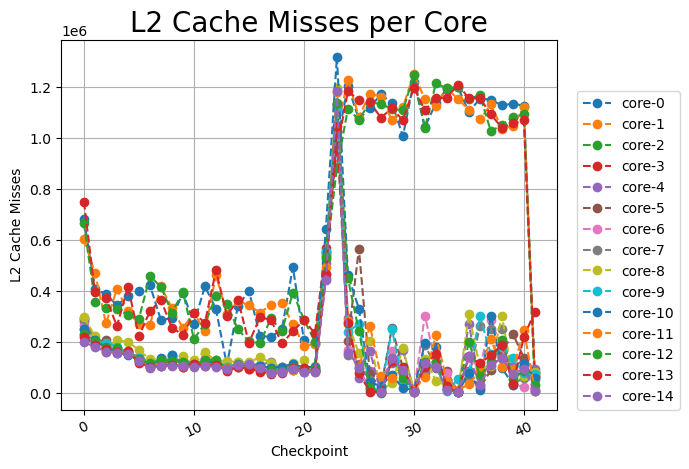 L2 Cache Misses per Core
1e6
1.2
1.0
0.8
0.6
0.4
0.2
0.0
L2 Cache Misses
0
10
20
30
40
Checkpoint
core-0
core-1
core-2
core-3
core-4
core-5
core-6
core-7
core-8
core-9
core-10
core-11
core-12
core-13
core-14